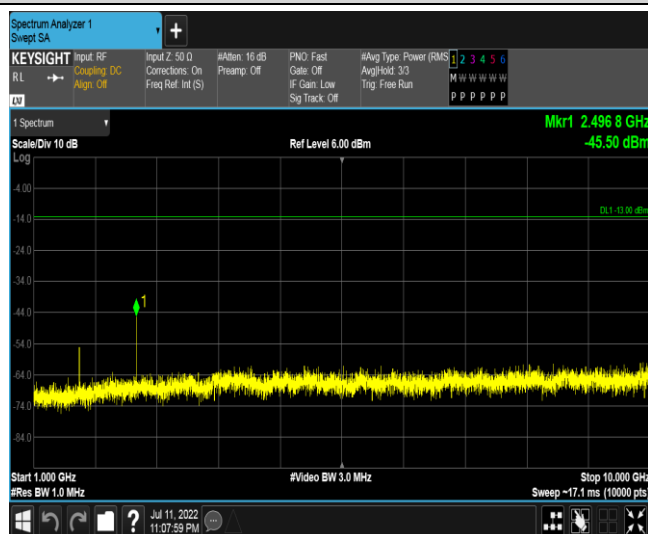 Spectrum Analyzer 1
Swept SA
+
KEYSIGHT
RL
LXI
Input: RF
Coupling: DC
Align: Off
Input Z: 50 Ω
Corrections: On
Freq Ref: Int (S)
#Atten: 16 dB
Preamp: Off
PNO: Fast
Gate: Off
IF Gain: Low
Sig Track: Off
#Avg Type: Power (RMS
Avg|Hold: 3/3
Trig: Free Run
1 2 3 4 5 6
M W W W W W
P P P P P P
1 Spectrum
Scale/Div 10 dB
Log
Ref Level 6.00 dBm
Mkr1 2.496 8 GHz
-45.50 dBm
-4.00
DL1 -13.00 dBm
-14.0
-24.0
-34.0
1
-44.0
-54.0
-64.0
-74.0
-84.0
Start 1.000 GHz
#Res BW 1.0 MHz
#Video BW 3.0 MHz
Stop 10.000 GHz
Sweep ~17.1 ms (10000 pts)
?
Jul 11, 2022
11:07:59 PM